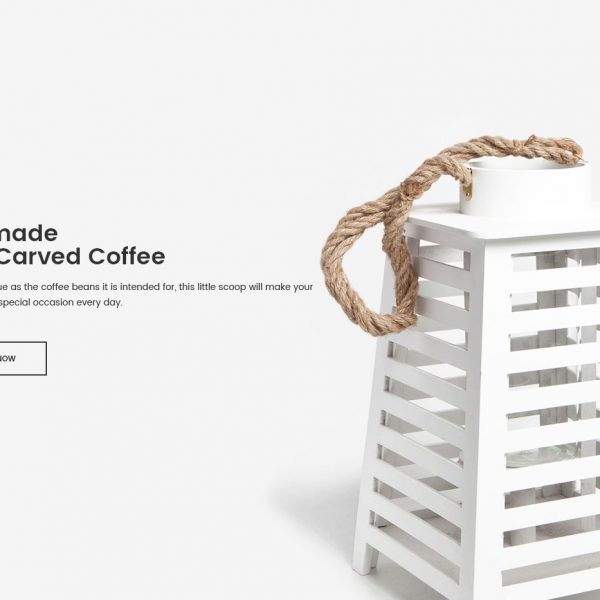 made
Carved Coffee
ue as the coffee beans it is intended for, this little scoop will make your
special occasion every day.
NOW